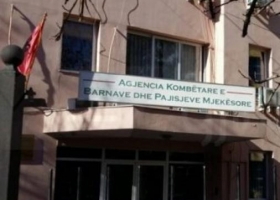 AGJENCIA KOMBËTARE E
BARNAVE DHE PAJISJEVE MJEKËSORE